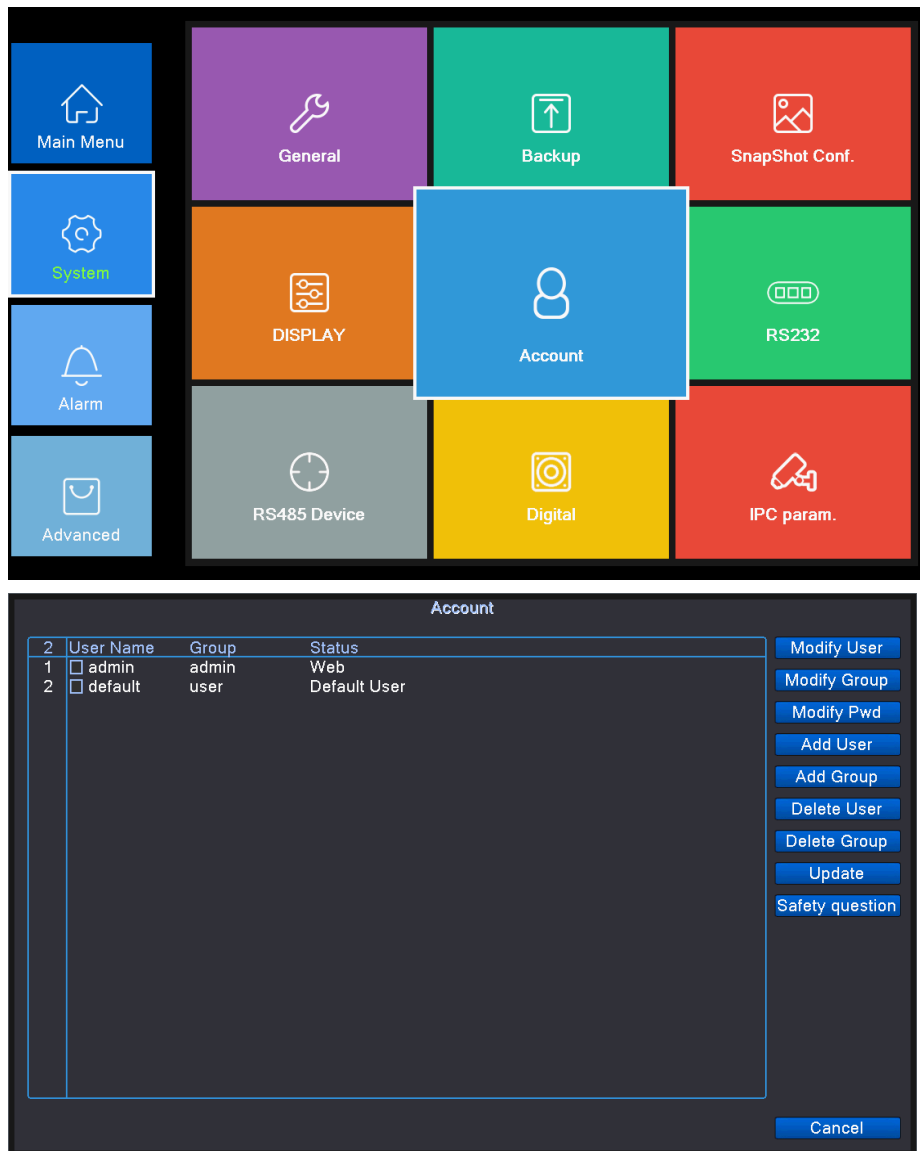 Main Menu
System
Alarm
Advanced
General
Backup
SnapShot Conf.
DISPLAY
Account
RS232
RS485 Device
Digital
IPC param.
Account
2 User Name Group Status
1 admin admin Web
2 default user Default User
Modify User
Modify Group
Modify Pwd
Add User
Add Group
Delete User
Delete Group
Update
Safety question
Cancel